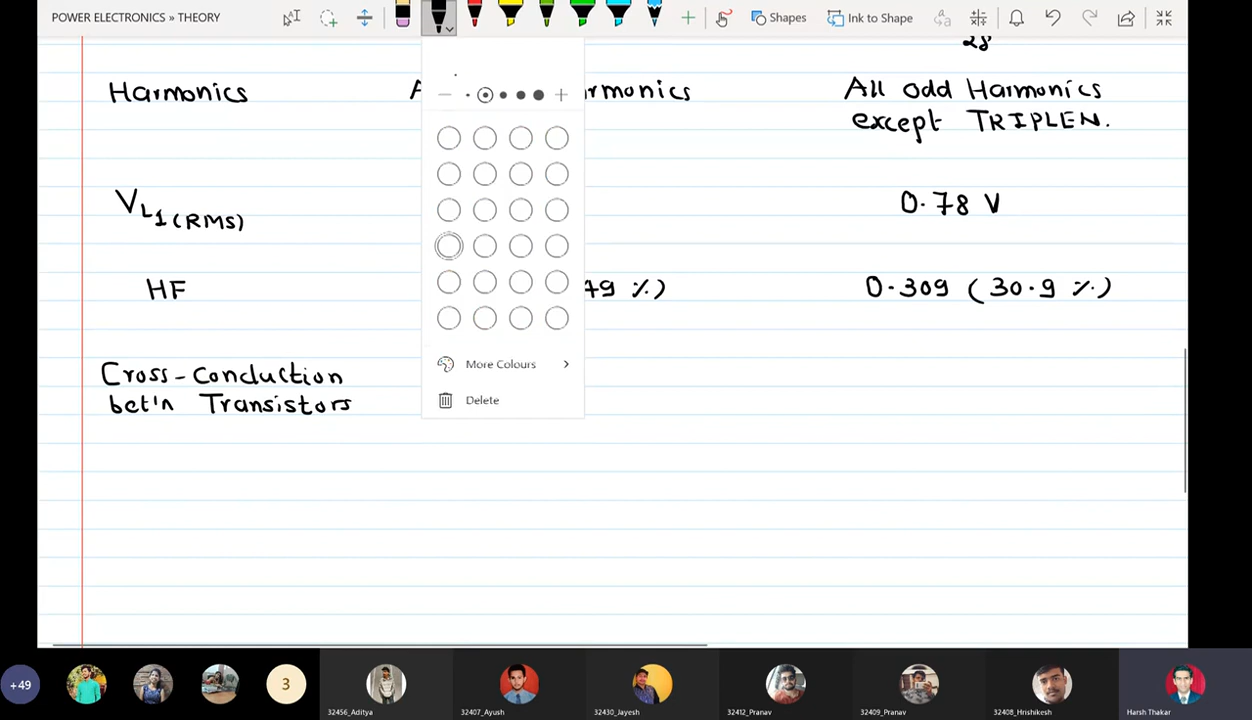 POWER ELECTRONICS » THEORY
Shapes
Ink to Shape
28
Harmonics
rmonics
All odd Harmonics
except TRIPLEN.
VL1(RMS)
0.78 V
HF
49 %)
0.309 (30.9 %)
More Colours
Delete
Cross-conduction
bet'n Transistors
+49
3
32456_Aditya
32407_Ayush
32430_Jayesh
32412_Pranav
32409_Pranav
32408_Hrishikesh
Harsh Thakar